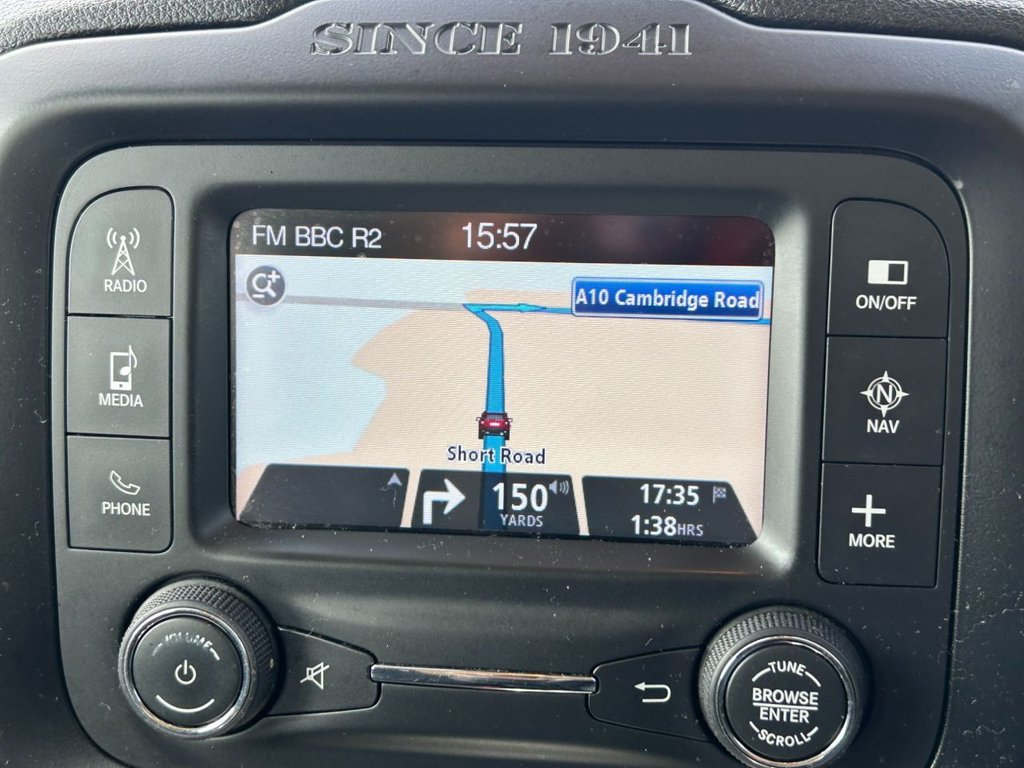 SINCE 1941
FM BBC R2 15:57
A10 Cambridge Road
Short Road
150
YARDS
17:35
1:38HRS
RADIO
MEDIA
PHONE
ON/OFF
N
NAV
MORE
VOLUME
TUNE
BROWSE
ENTER
SCROLL